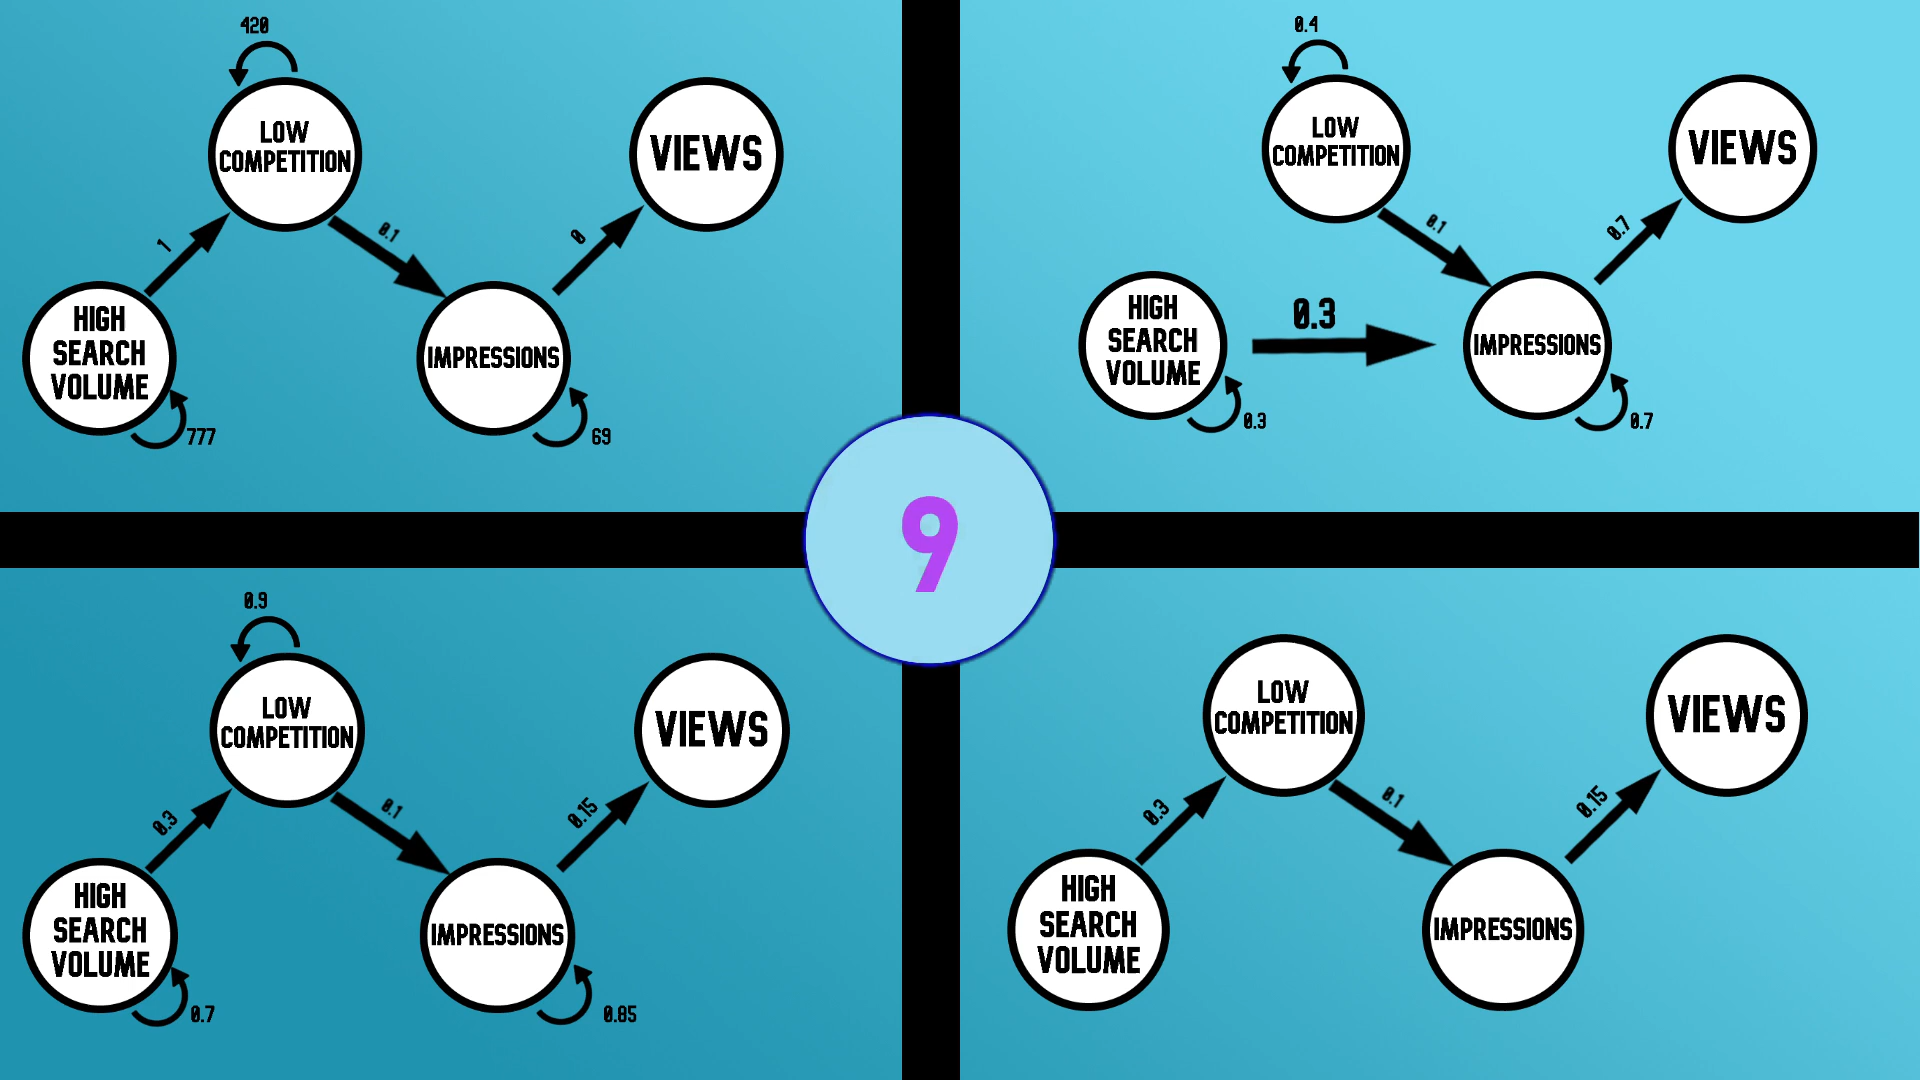 420
LOW
COMPETITION
VIEWS
1
0.1
0
HIGH
SEARCH
VOLUME
IMPRESSIONS
777
69
0.4
LOW
COMPETITION
VIEWS
0.1
0.7
HIGH
SEARCH
VOLUME
0.3
IMPRESSIONS
0.3
0.7
9
0.9
LOW
COMPETITION
VIEWS
0.3
0.1
0.15
HIGH
SEARCH
VOLUME
IMPRESSIONS
0.7
0.85
LOW
COMPETITION
VIEWS
0.3
0.1
0.15
HIGH
SEARCH
VOLUME
IMPRESSIONS